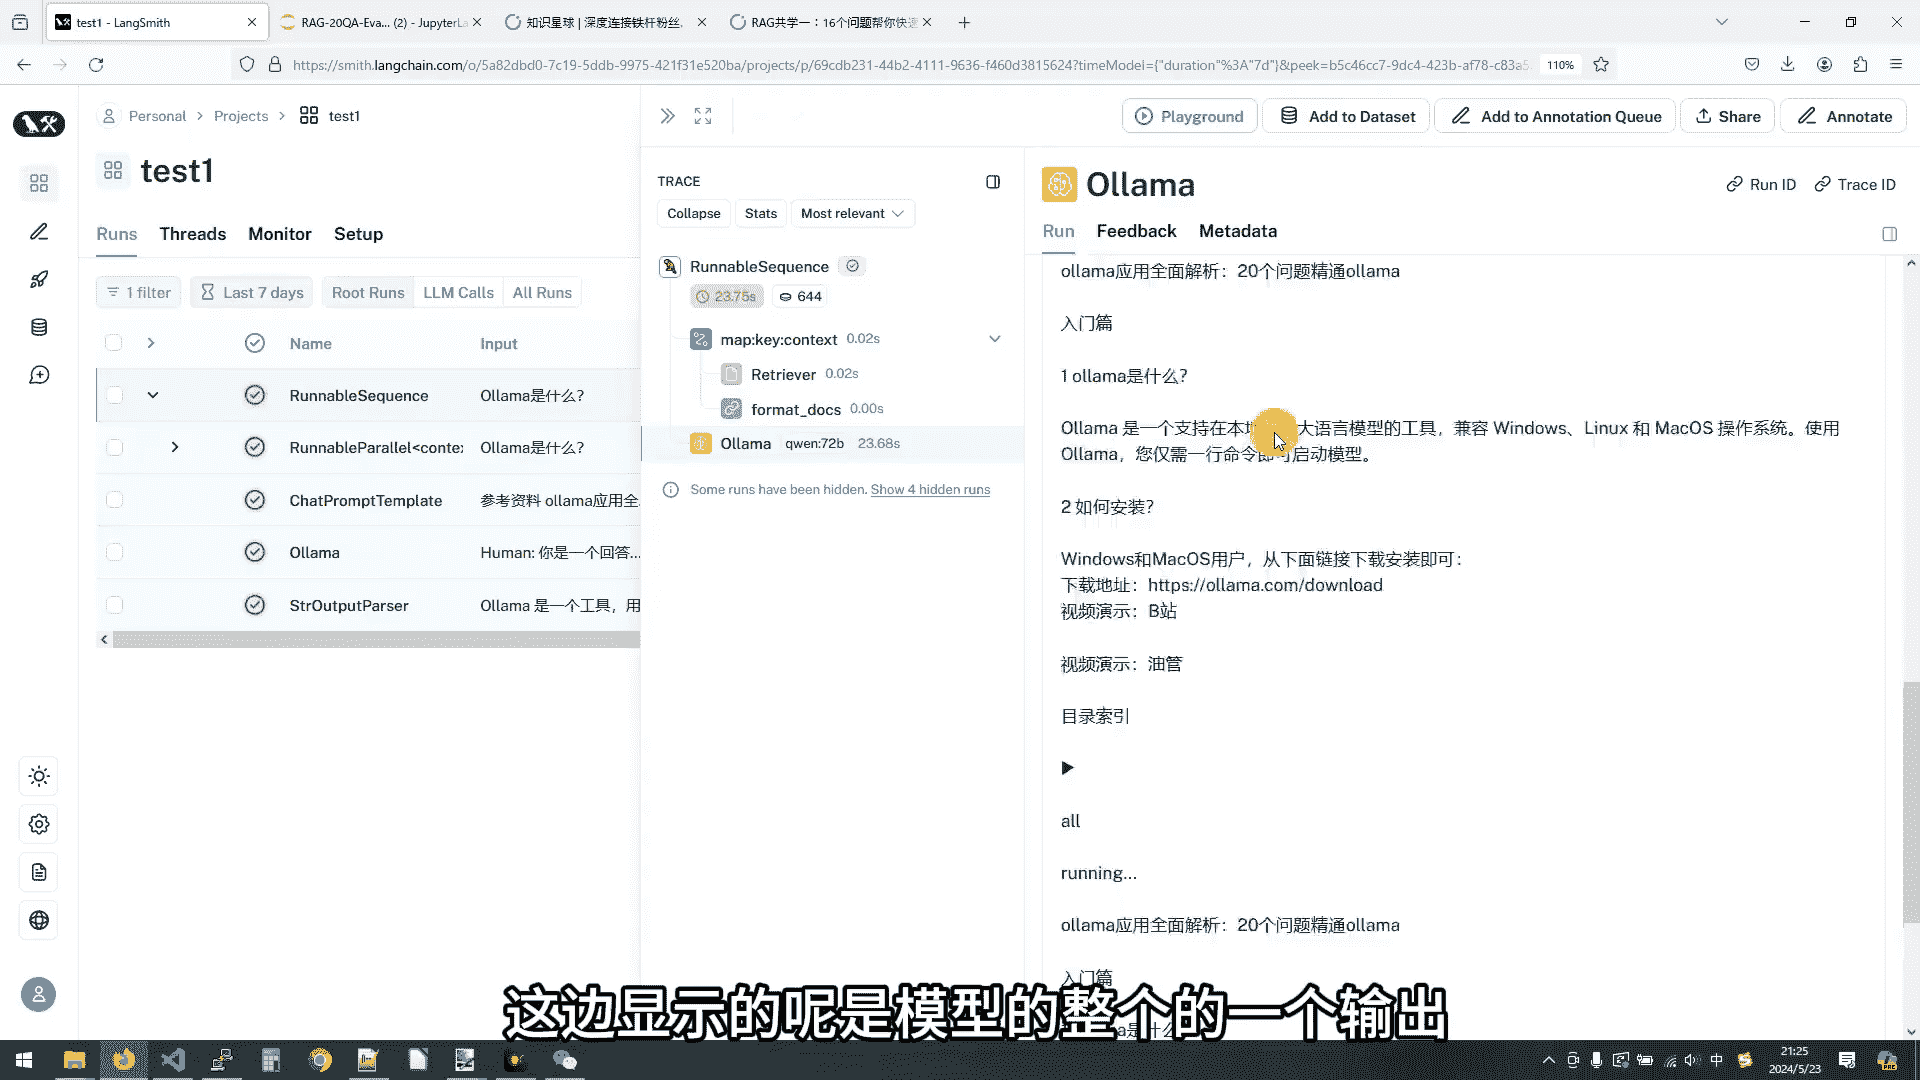 test1 - LangSmith
RAG-20QA-Eva... (2) - JupyterLa
知识星球 | 深度连接铁杆粉丝
RAG共学一：16个问题帮你快速
https://smith.langchain.com/o/5a82dbd0-7c19-5ddb-9975-421f31e520ba/projects/p/69cdb231-44b2-4111-9636-f460d3815624?timeModel={"duration"%3A"7d"}&peek=b5c46cc7-9dc4-423b-af78-c83a5
110%
Personal > Projects > test1
Playground
Add to Dataset
Add to Annotation Queue
Share
Annotate
test1
Runs Threads Monitor Setup
1 filter
Last 7 days
Root Runs
LLM Calls
All Runs
Name Input
RunnableSequence Ollama是什么?
RunnableParallel<conte> Ollama是什么?
ChatPromptTemplate 参考资料 ollama应用全
Ollama Human: 你是一个回答...
StrOutputParser Ollama 是一个工具，用
TRACE
Collapse
Stats
Most relevant
RunnableSequence
23.75s
644
map:key:context 0.02s
Retriever 0.02s
format_docs 0.00s
Ollama qwen:72b 23.68s
Some runs have been hidden. Show 4 hidden runs
Ollama
Run ID
Trace ID
Run Feedback Metadata
ollama应用全面解析：20个问题精通ollama
入门篇
1 ollama是什么?
Ollama 是一个支持在本地 大语言模型的工具，兼容 Windows、Linux 和 MacOS 操作系统。使用
Ollama，您仅需一行命令即可启动模型。
2 如何安装?
Windows和MacOS用户，从下面链接下载安装即可：
下载地址：https://ollama.com/download
视频演示：B站
视频演示：油管
目录索引
▶
all
running...
ollama应用全面解析：20个问题精通ollama
入门篇
这边显示的呢是模型的整个的一个输出
中
21:25
2024/5/23